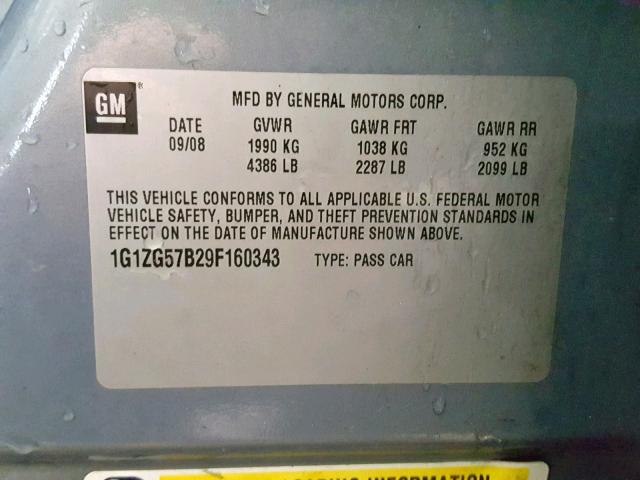 GM
MFD BY GENERAL MOTORS CORP.
DATE GVWR GAWR FRT GAWR RR
09/08 1990 KG 1038 KG 952 KG
4386 LB 2287 LB 2099 LB
THIS VEHICLE CONFORMS TO ALL APPLICABLE U.S. FEDERAL MOTOR
VEHICLE SAFETY, BUMPER, AND THEFT PREVENTION STANDARDS IN
EFFECT ON THE DATE OF MANUFACTURE SHOWN ABOVE.
1G1ZG57B29F160343 TYPE: PASS CAR
LOADING INFORMATION